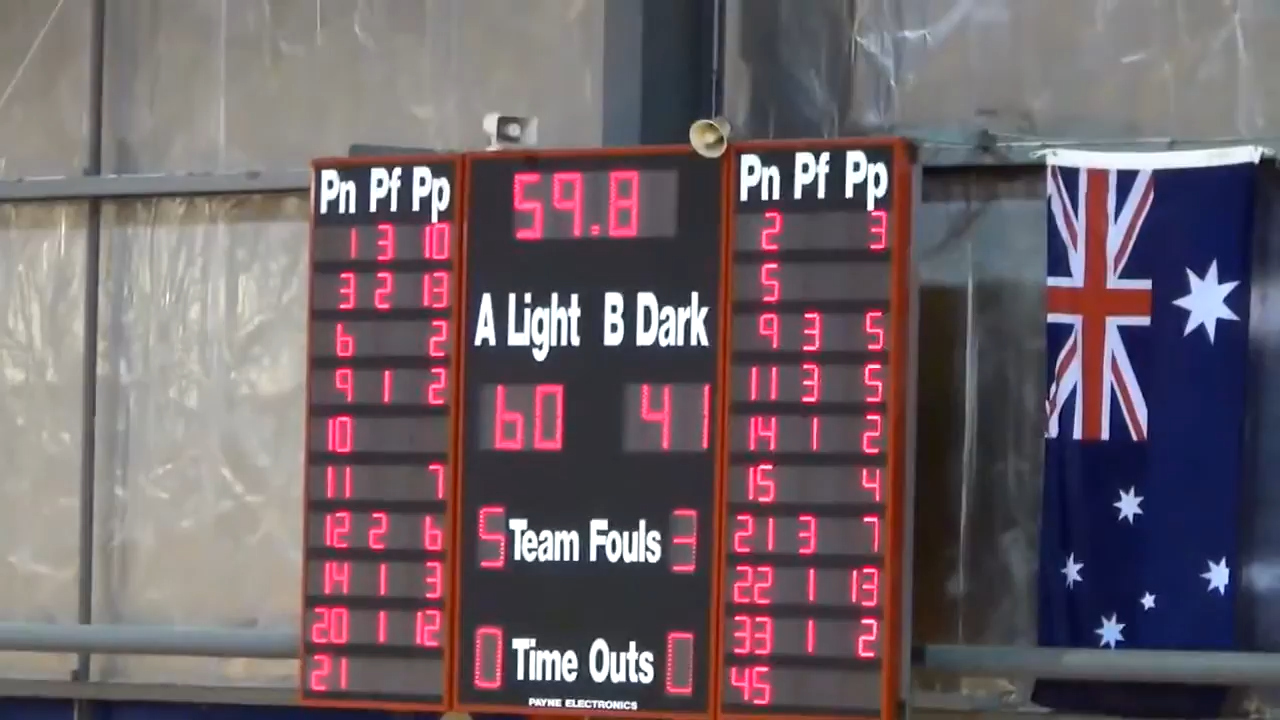 Pn Pf Pp
1 3 10
3 2 13
6 2
9 1 2
10
11 7
12 2 6
14 1 3
20 1 12
21
59.8
A Light B Dark
60 41
5 Team Fouls 3
0 Time Outs 0
PAYNE ELECTRONICS
Pn Pf Pp
2 3
5
9 3 5
11 3 5
14 1 2
15 4
21 3 7
22 1 13
33 1 2
45